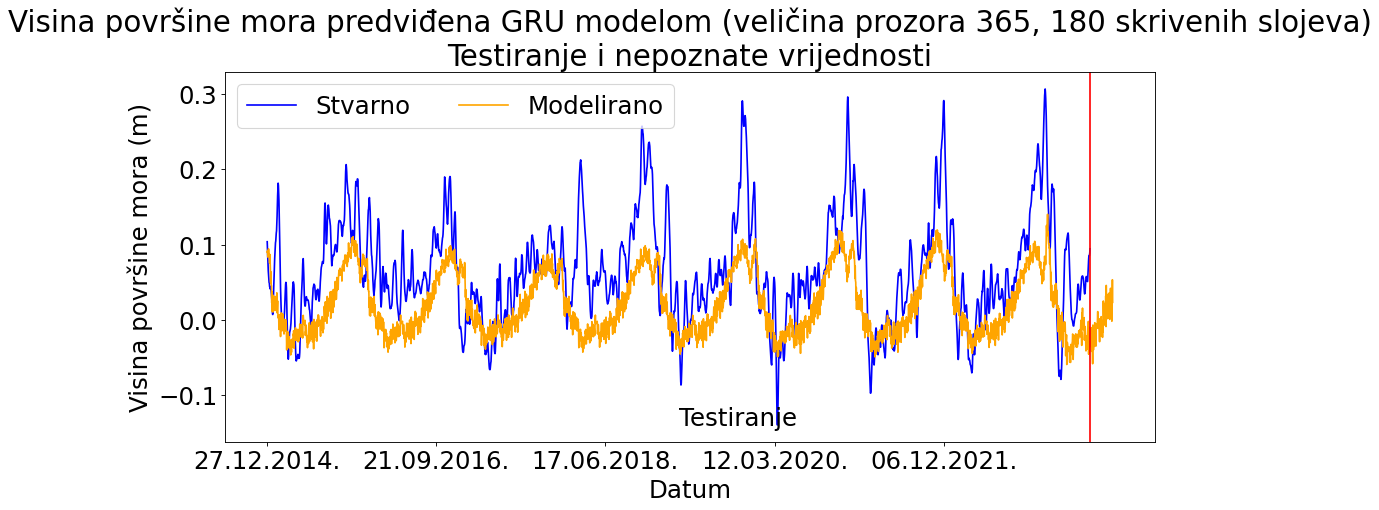 Visina površine mora predviđena GRU modelom (veličina prozora 365, 180 skrivenih slojeva)
Testiranje i nepoznate vrijednosti
Stvarno
Modelirano
Visina površine mora (m)
0.3
0.2
0.1
0.0
−0.1
Testiranje
27.12.2014.
21.09.2016.
17.06.2018.
12.03.2020.
06.12.2021.
Datum